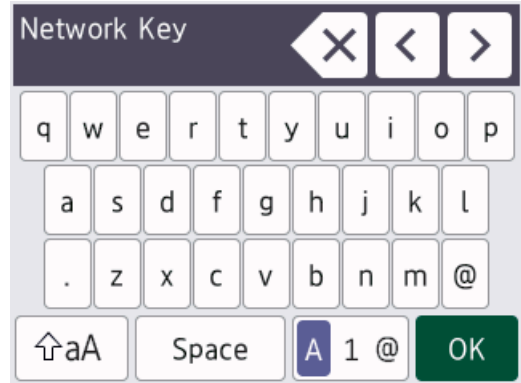 Network Key
q w e r t y u i o p
a s d f g h j k l
. z x c v b n m @
aA Space A 1 @ OK